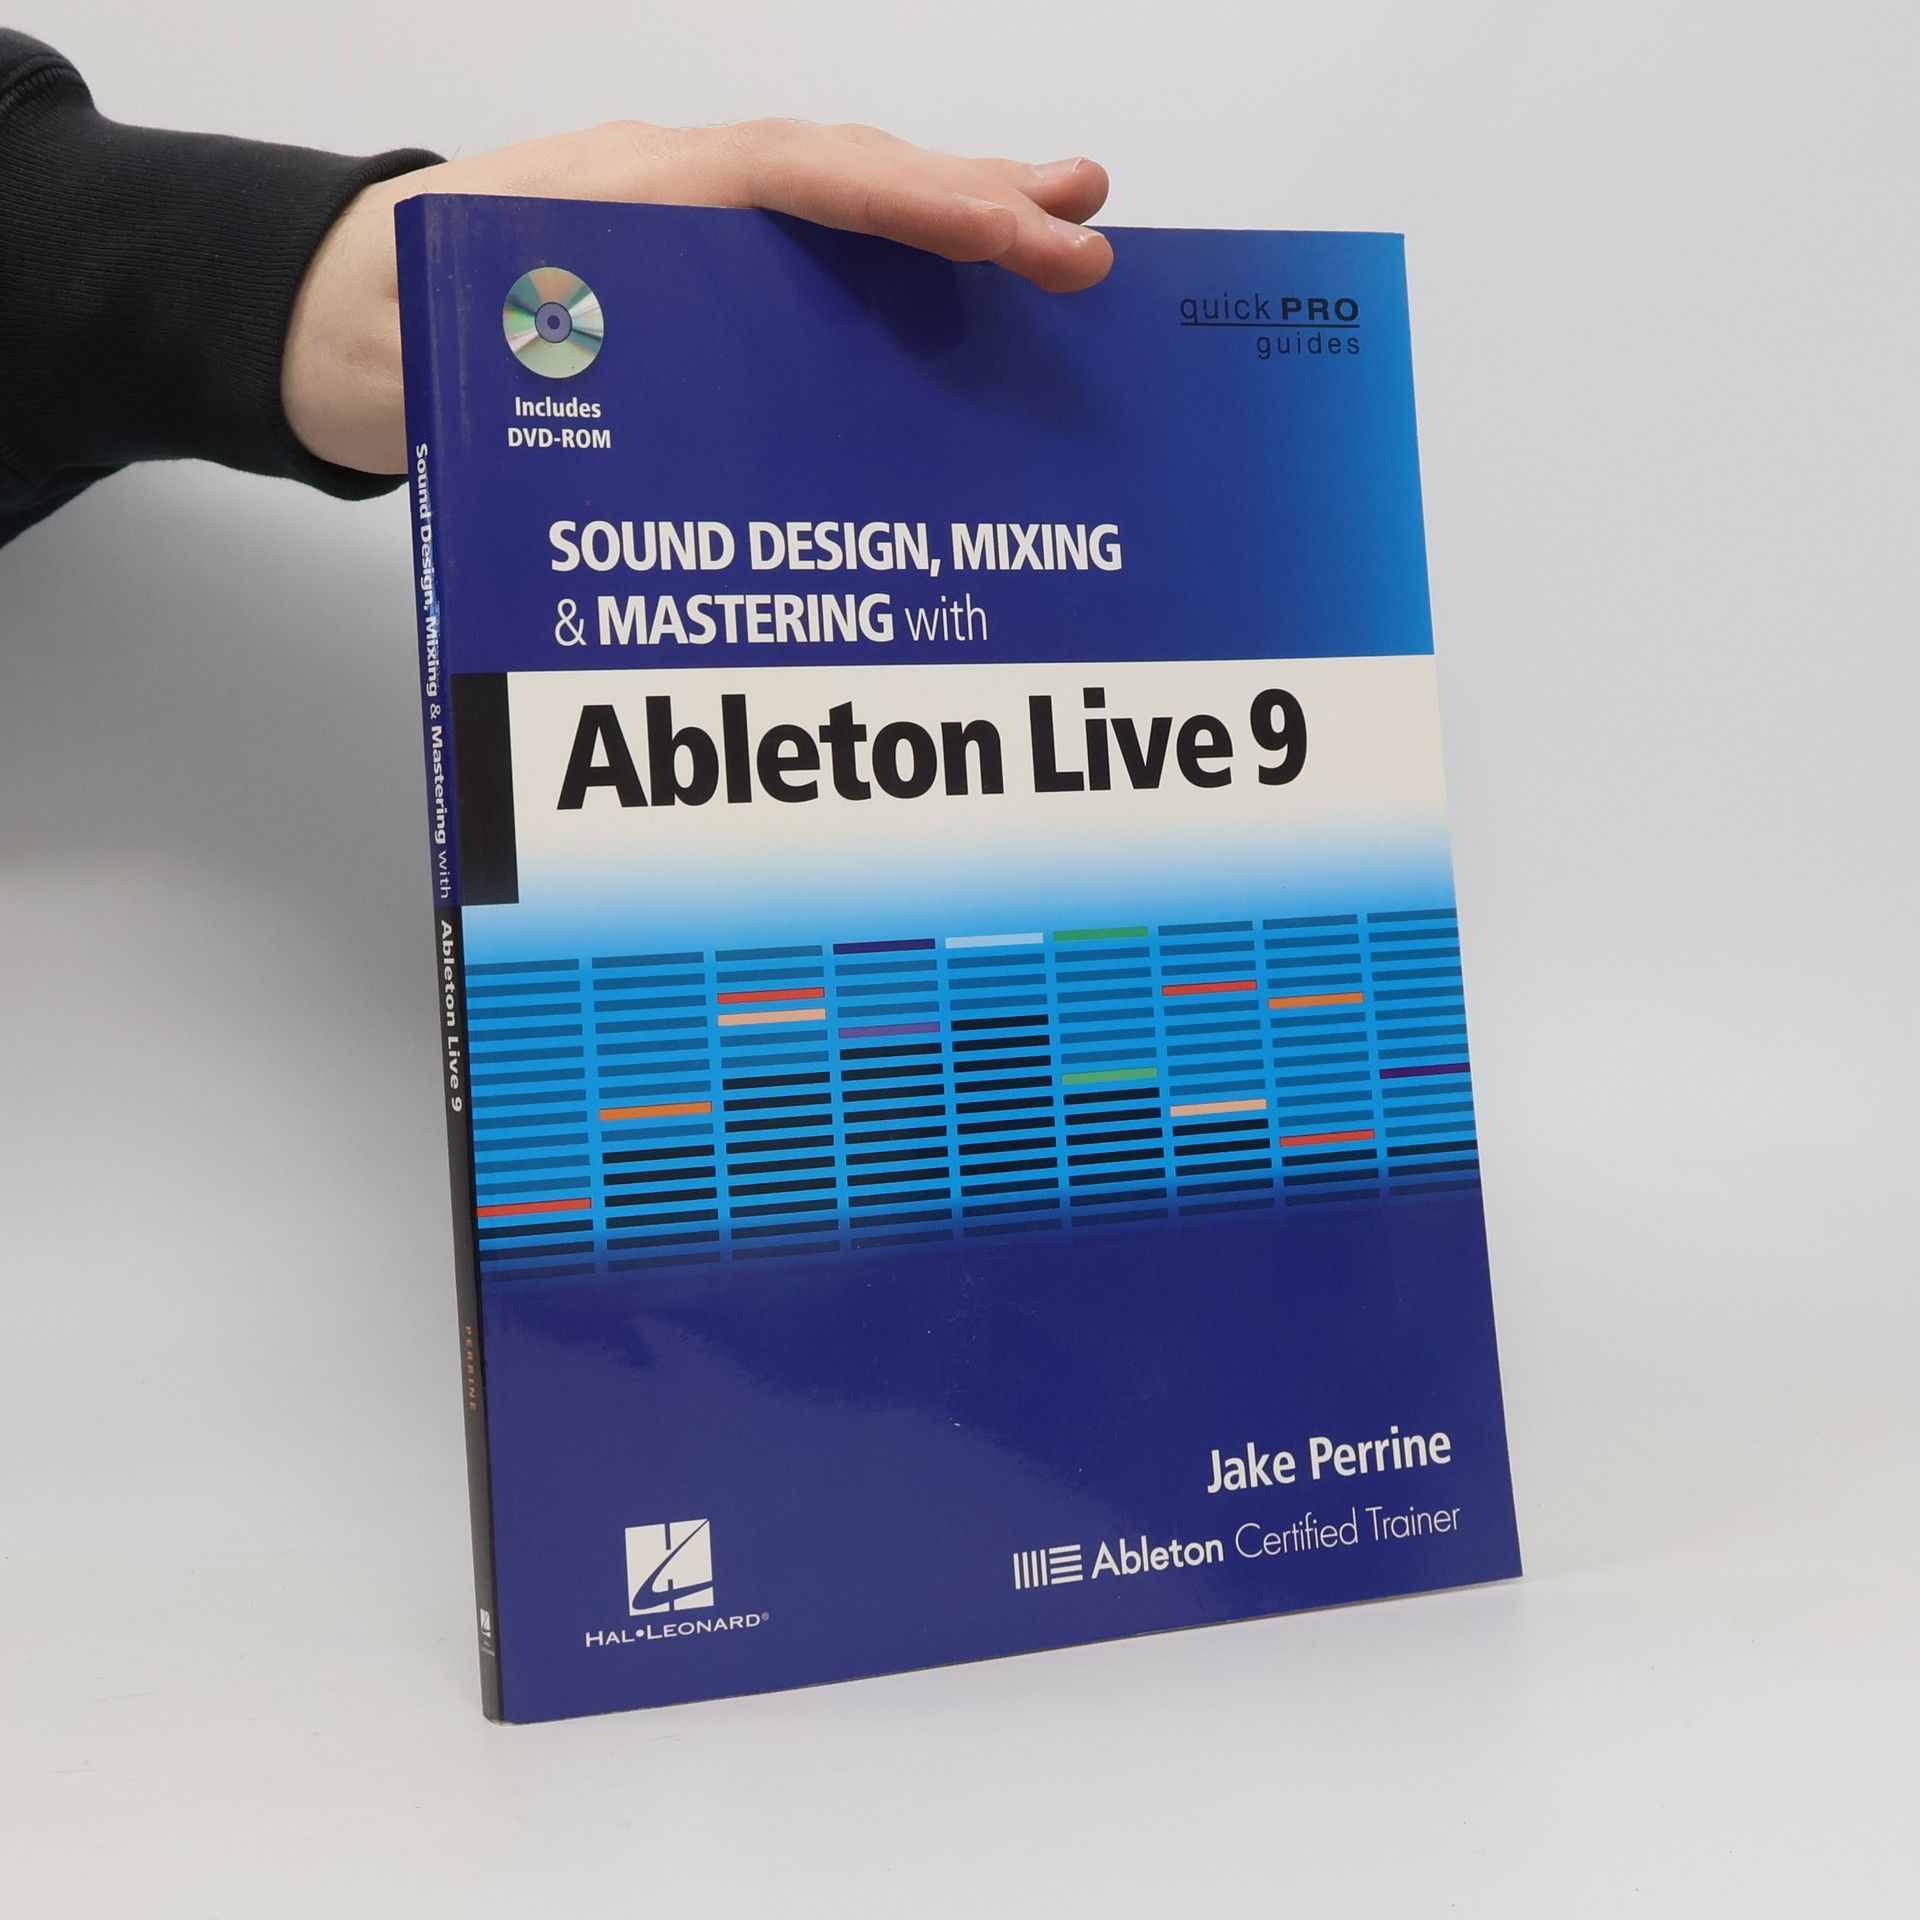 Includes
DVD-ROM
quick PRO
guides
SOUND DESIGN, MIXING
& MASTERING with
Ableton Live 9
Jake Perrine
Ableton Certified Trainer
HAL•LEONARD®
Sound Design, Mixing & Mastering with Ableton Live 9
PERRINE